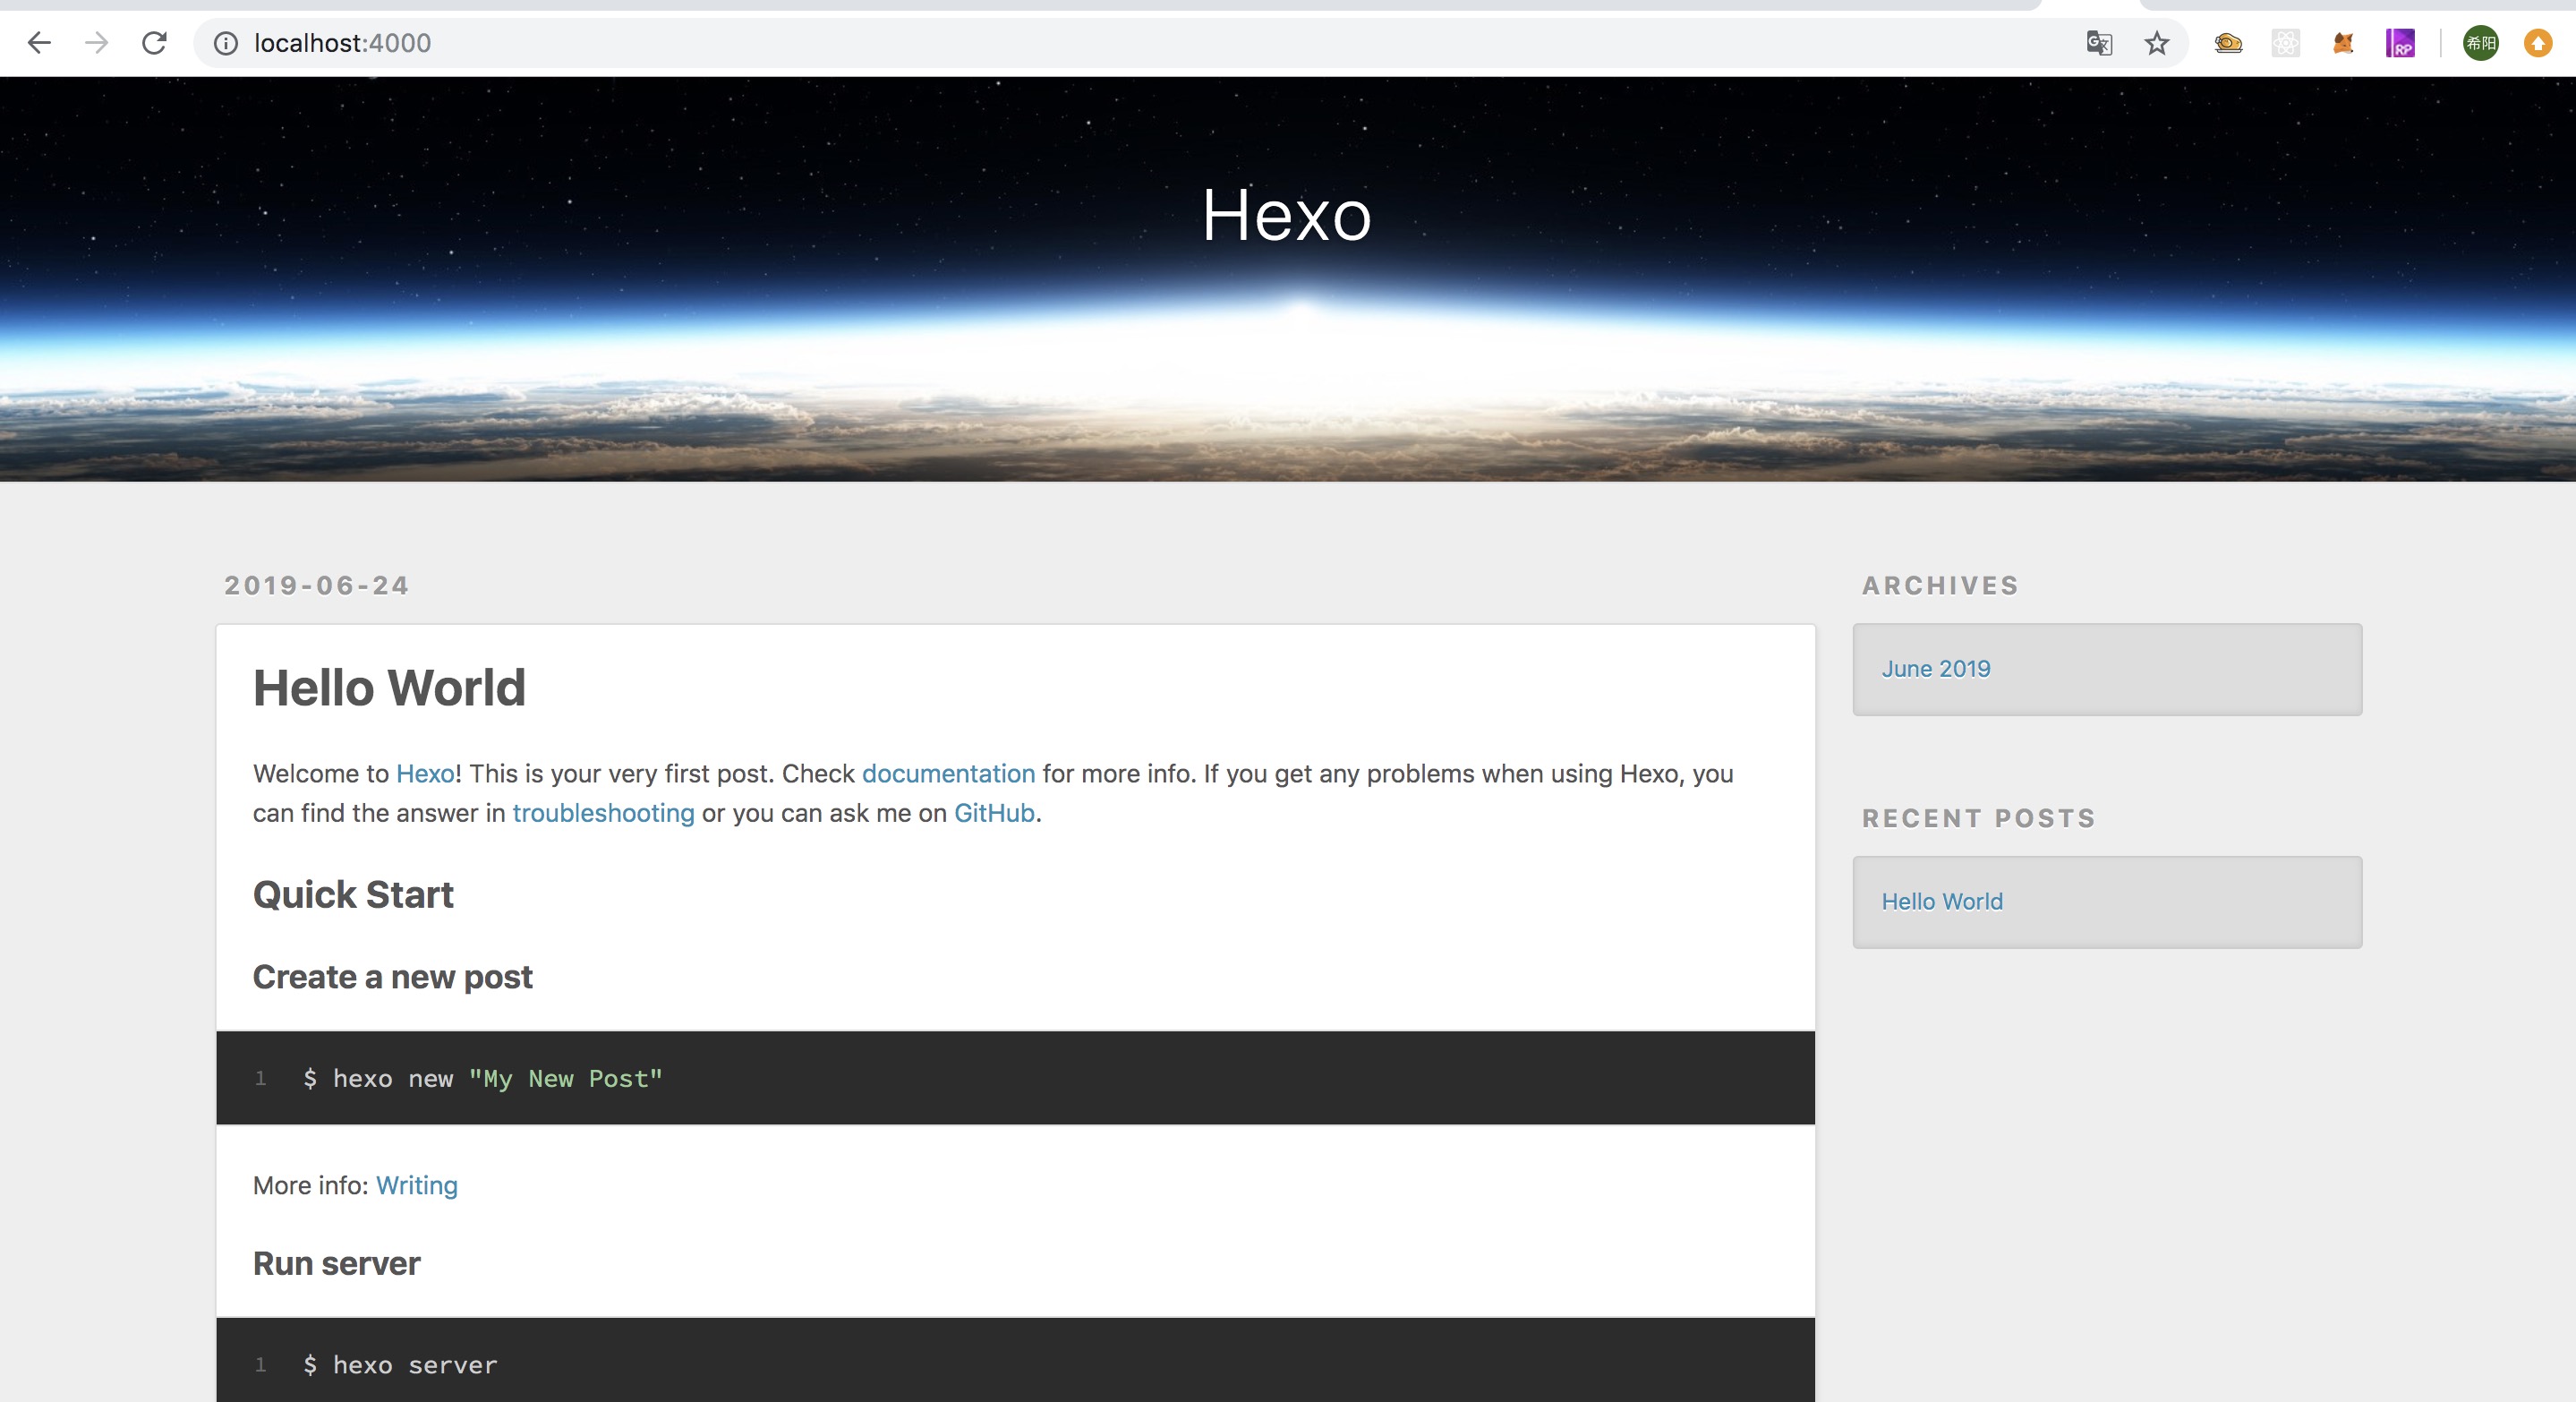 localhost:4000
RP
希阳
Hexo
2019-06-24
Hello World
Welcome to Hexo! This is your very first post. Check documentation for more info. If you get any problems when using Hexo, you
can find the answer in troubleshooting or you can ask me on GitHub.
Quick Start
Create a new post
1 $ hexo new "My New Post"
More info: Writing
Run server
1 $ hexo server
ARCHIVES
June 2019
RECENT POSTS
Hello World